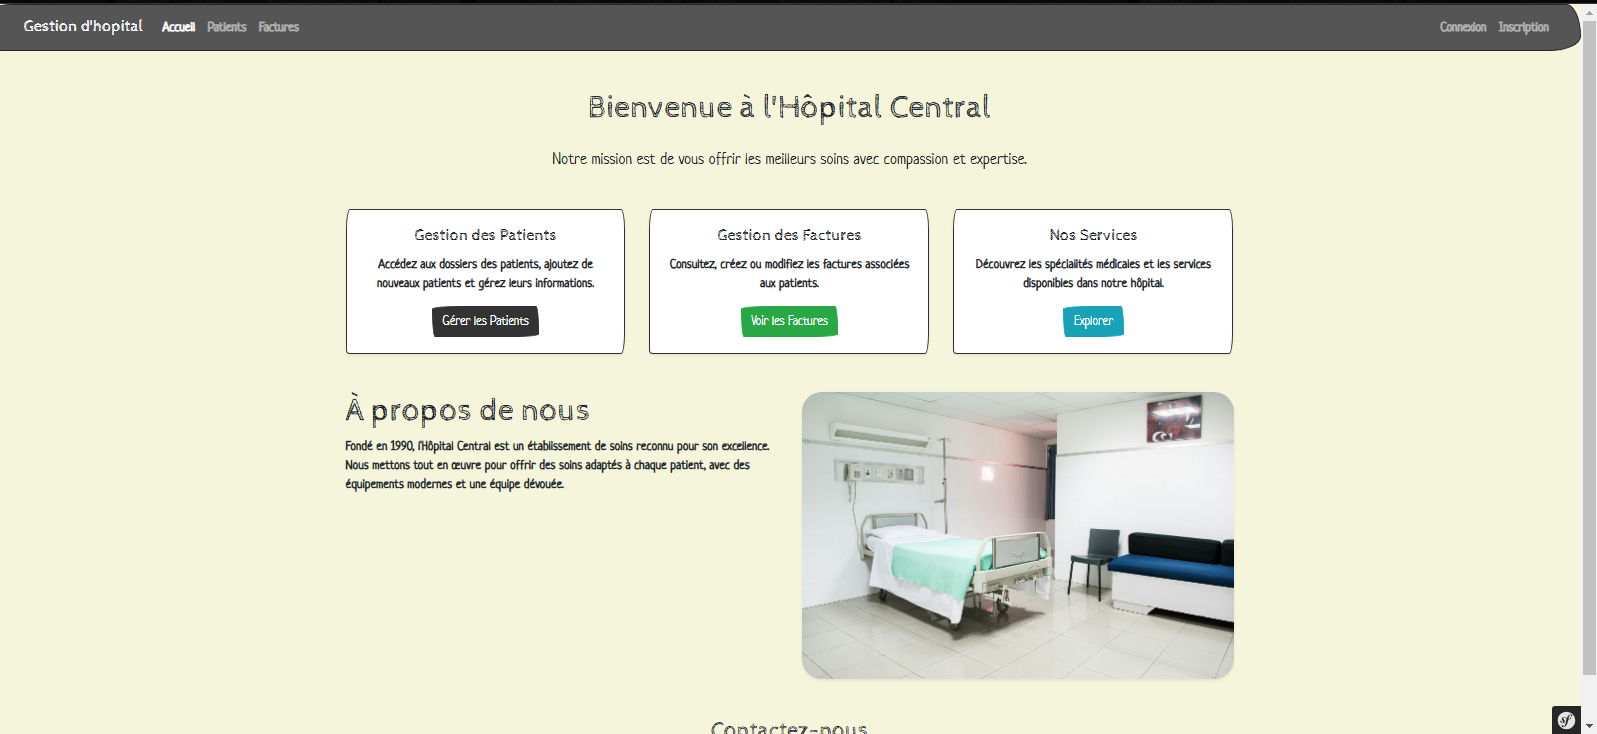 Gestion d'hopital Accueil Patients Factures Connexion Inscription
Bienvenue à l'Hôpital Central
Notre mission est de vous offrir les meilleurs soins avec compassion et expertise.
Gestion des Patients
Accédez aux dossiers des patients, ajoutez de
nouveaux patients et gérez leurs informations.
Gérer les Patients
Gestion des Factures
Consultez, créez ou modifiez les factures associées
aux patients.
Voir les Factures
Nos Services
Découvrez les spécialités médicales et les services
disponibles dans notre hôpital.
Explorer
À propos de nous
Fondé en 1990, l'Hôpital Central est un établissement de soins reconnu pour son excellence.
Nous mettons tout en œuvre pour offrir des soins adaptés à chaque patient, avec des
équipements modernes et une équipe dévouée.
Contactez-nous
sf